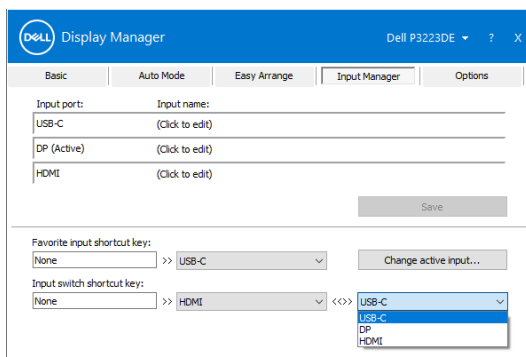 DELL Display Manager Dell P3223DE ? X
Basic Auto Mode Easy Arrange Input Manager Options
Input port: Input name:
USB-C (Click to edit)
DP (Active) (Click to edit)
HDMI (Click to edit)
Save
Favorite input shortcut key:
None >> USB-C Change active input...
Input switch shortcut key:
None >> HDMI <<>> USB-C
USB-C
DP
HDMI